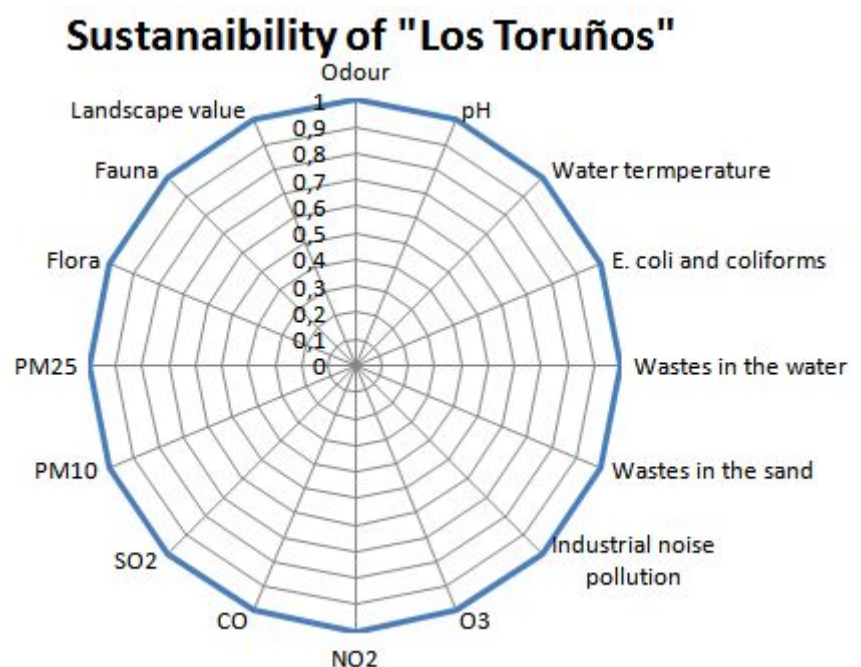 Sustanaibility of "Los Toruños"
Odour
Landscape value
1
pH
0,9
Fauna
0,8
Water termperature
0,7
0,6
Flora
0,5
E. coli and coliforms
0,4
0,3
0,2
0,1
PM25
0
Wastes in the water
PM10
Wastes in the sand
SO2
Industrial noise
pollution
CO
O3
NO2